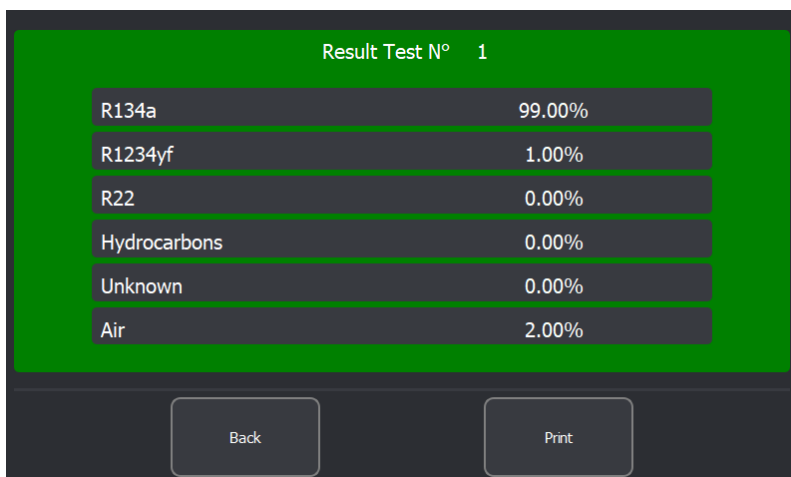 Result Test N° 1
R134a 99.00%
R1234yf 1.00%
R22 0.00%
Hydrocarbons 0.00%
Unknown 0.00%
Air 2.00%
Back Print